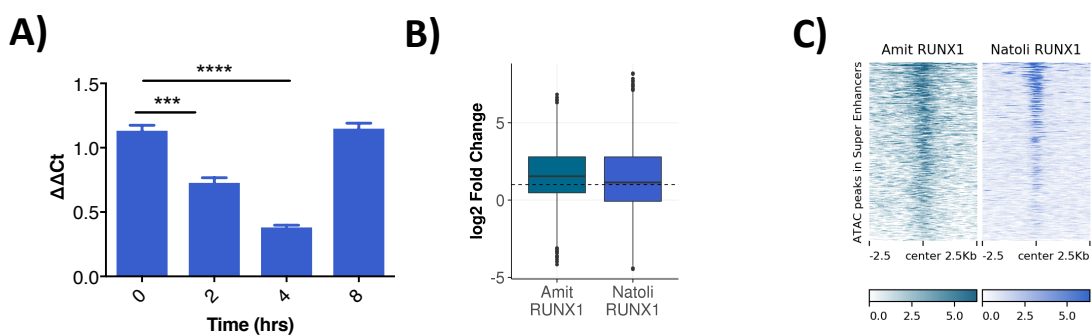 A)
ΔΔCt
1.5
1.0
0.5
0.0
****
***
0
2
4
8
Time (hrs)
B)
log2 Fold Change
5
0
-5
Amit
RUNX1
Natoli
RUNX1
C)
Amit RUNX1
Natoli RUNX1
ATAC peaks in Super Enhancers
-2.5 center 2.5Kb
-2.5 center 2.5Kb
0.0 2.5 5.0
0.0 2.5 5.0